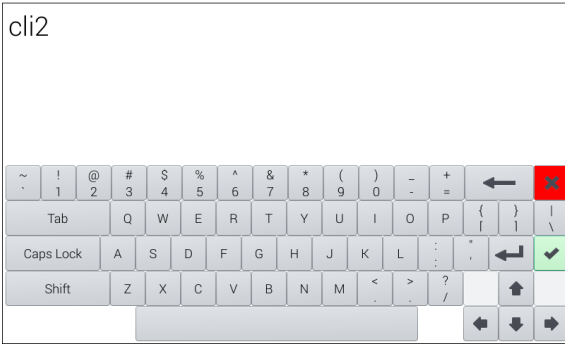 cli2
~ ! @ # $ % ^ & * ( ) _ +
` 1 2 3 4 5 6 7 8 9 0 - =
Tab Q W E R T Y U I O P { } |
[ ] \
Caps Lock A S D F G H J K L : "
; '
Shift Z X C V B N M < > ?
, . /